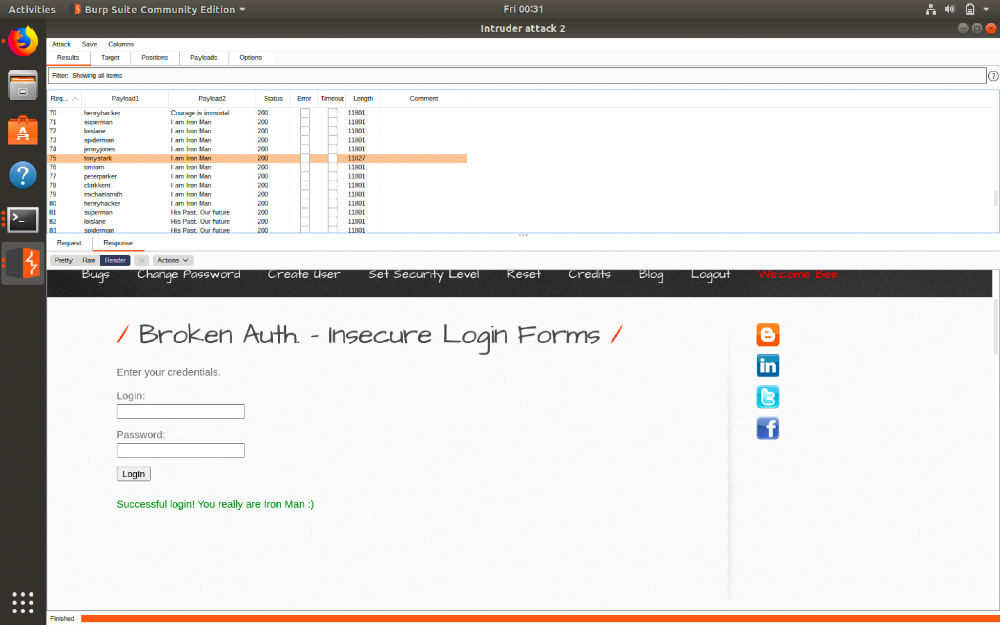 Activities Burp Suite Community Edition Fri 00:31
Intruder attack 2
Attack Save Columns
Results Target Positions Payloads Options
Filter: Showing all items ?
Req... Payload1 Payload2 Status Error Timeout Length Comment
70 henryhacker Courage is immortal 200 11801
71 superman I am Iron Man 200 11801
72 loislane I am Iron Man 200 11801
73 spiderman I am Iron Man 200 11801
74 jennyjones I am Iron Man 200 11801
75 tonystark I am Iron Man 200 11827
76 timtom I am Iron Man 200 11801
77 peterparker I am Iron Man 200 11801
78 clarkkent I am Iron Man 200 11801
79 michaelsmith I am Iron Man 200 11801
80 henryhacker I am Iron Man 200 11801
81 superman His Past, Our future 200 11801
82 loislane His Past, Our future 200 11801
83 spiderman His Past, Our future 200 11801
Request Response
Pretty Raw Render \n Actions
Bugs Change Password Create User Set Security Level Reset Credits Blog Logout Welcome Bee
/ Broken Auth. - Insecure Login Forms /
Enter your credentials.
Login:tonystark
Password:I am Iron Man
Login
Successful login! You really are Iron Man :)
Finished